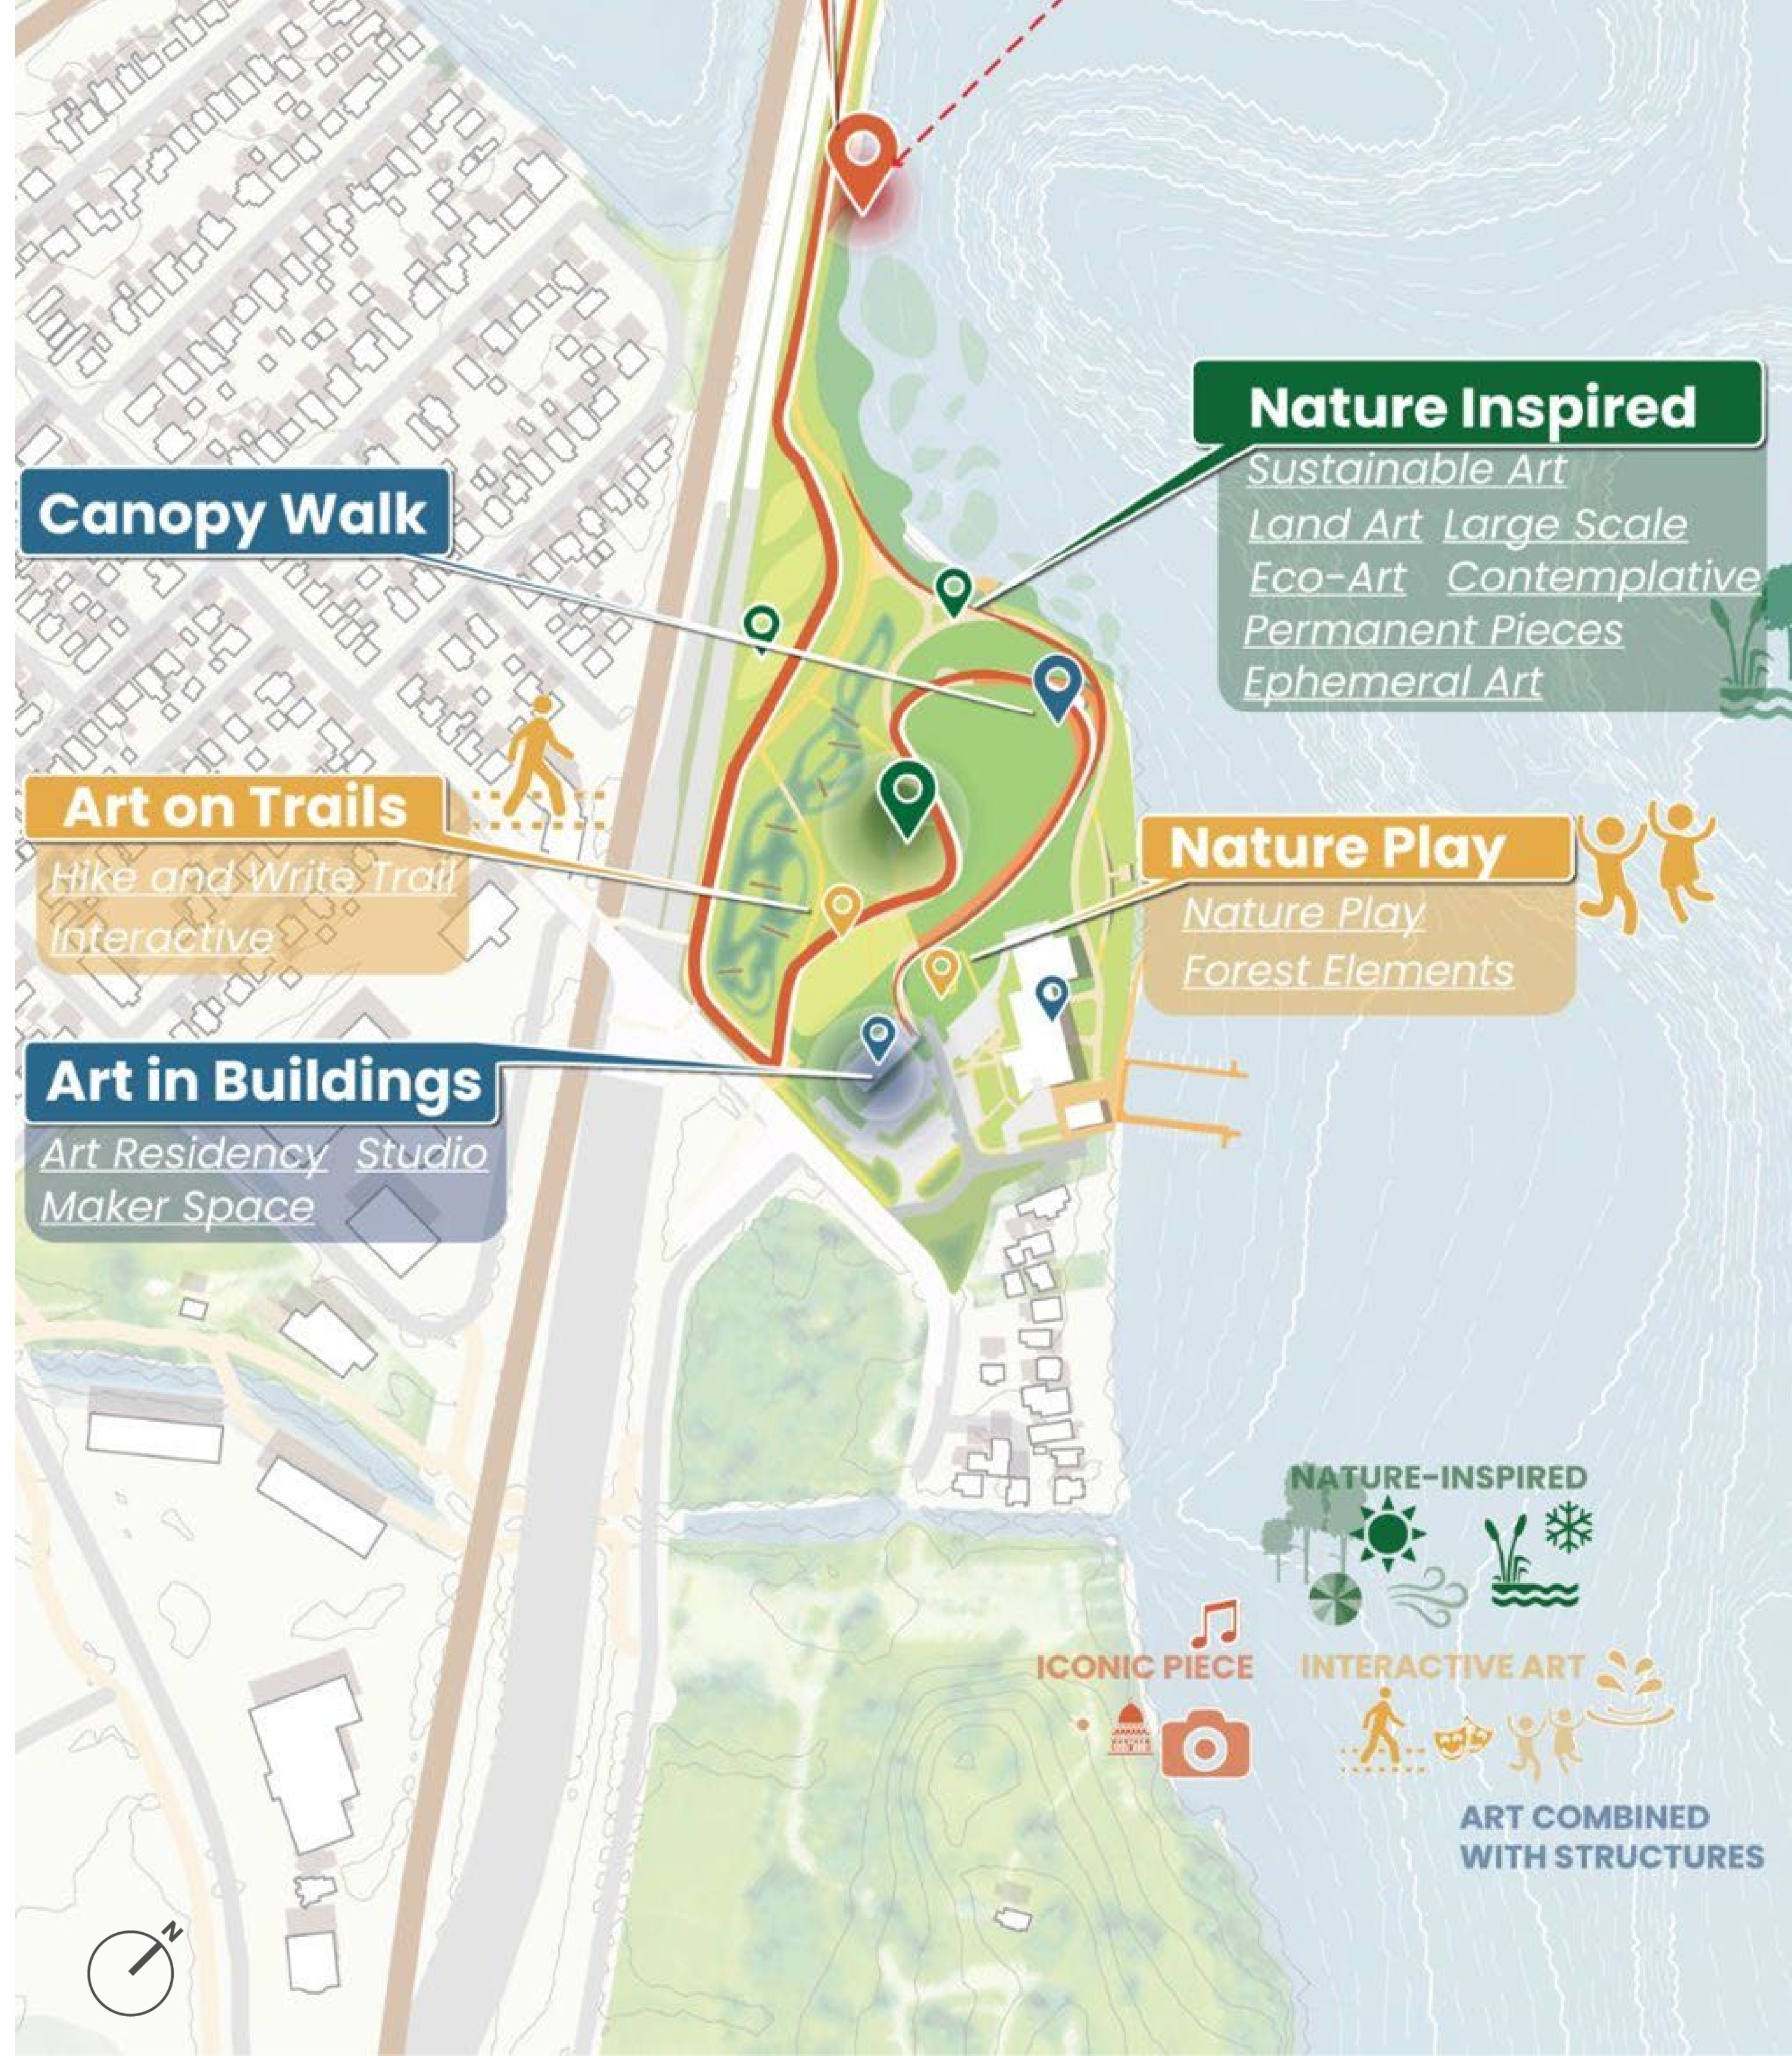 Nature Inspired
Sustainable Art
Land Art Large Scale
Eco-Art Contemplative
Permanent Pieces
Ephemeral Art
Canopy Walk
Art on Trails
Hike and Write Trail
Interactive
Nature Play
Nature Play
Forest Elements
Art in Buildings
Art Residency Studio
Maker Space
NATURE-INSPIRED
ICONIC PIECE
INTERACTIVE ART
ART COMBINED
WITH STRUCTURES
N